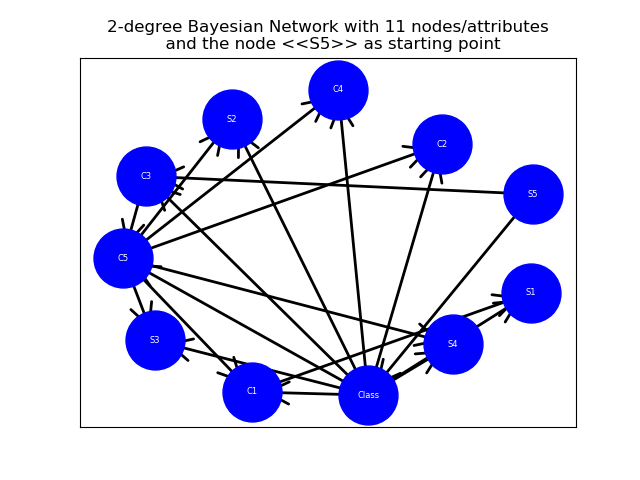 2-degree Bayesian Network with 11 nodes/attributes
and the node <<S5>> as starting point
C4
S2
C2
C3
S5
C5
S1
S3
S4
C1
Class